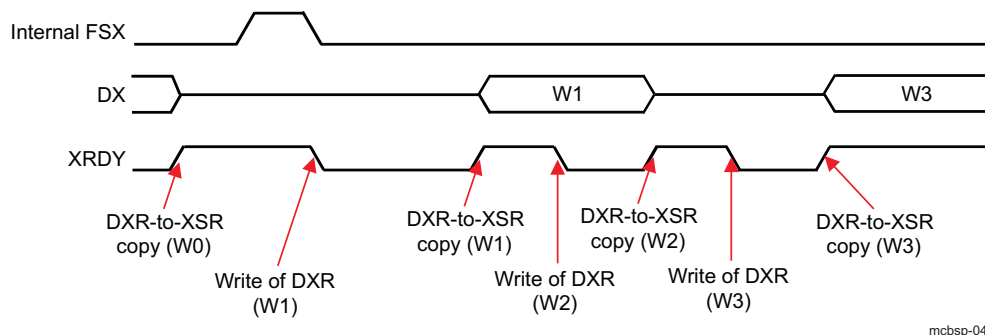 Internal FSX
DX
W1
W3
XRDY
DXR-to-XSR
copy (W0)
Write of DXR
(W1)
DXR-to-XSR
copy (W1)
Write of DXR
(W2)
DXR-to-XSR
copy (W2)
Write of DXR
(W3)
DXR-to-XSR
copy (W3)
mcbsp-04